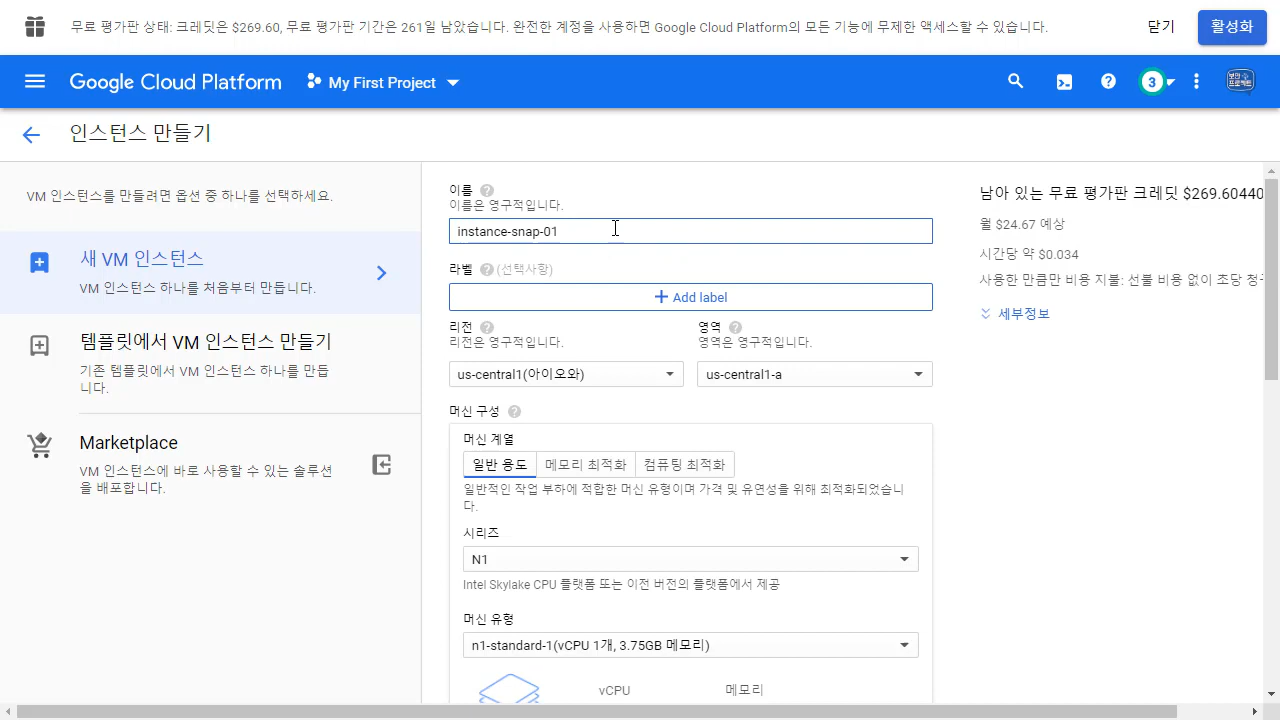 무료 평가판 상태: 크레딧은 $269.60, 무료 평가판 기간은 261일 남았습니다. 완전한 계정을 사용하면 Google Cloud Platform의 모든 기능에 무제한 액세스할 수 있습니다.
닫기
활성화
Google Cloud Platform
My First Project
3
보안
프로젝트
인스턴스 만들기
VM 인스턴스를 만들려면 옵션 중 하나를 선택하세요.
새 VM 인스턴스
VM 인스턴스 하나를 처음부터 만듭니다.
템플릿에서 VM 인스턴스 만들기
기존 템플릿에서 VM 인스턴스 하나를 만듭
니다.
Marketplace
VM 인스턴스에 바로 사용할 수 있는 솔루션
을 배포합니다.
이름
이름은 영구적입니다.
instance-snap-01
라벨 (선택사항)
Add label
리전
리전은 영구적입니다.
us-central1(아이오와)
영역
영역은 영구적입니다.
us-central1-a
머신 구성
머신 계열
일반 용도
메모리 최적화
컴퓨팅 최적화
일반적인 작업 부하에 적합한 머신 유형이며 가격 및 유연성을 위해 최적화되었습니
다.
시리즈
N1
Intel Skylake CPU 플랫폼 또는 이전 버전의 플랫폼에서 제공
머신 유형
n1-standard-1(vCPU 1개, 3.75GB 메모리)
vCPU
메모리
남아 있는 무료 평가판 크레딧 $269.60440
월 $24.67 예상
시간당 약 $0.034
사용한 만큼만 비용 지불: 선불 비용 없이 초당 청구
세부정보